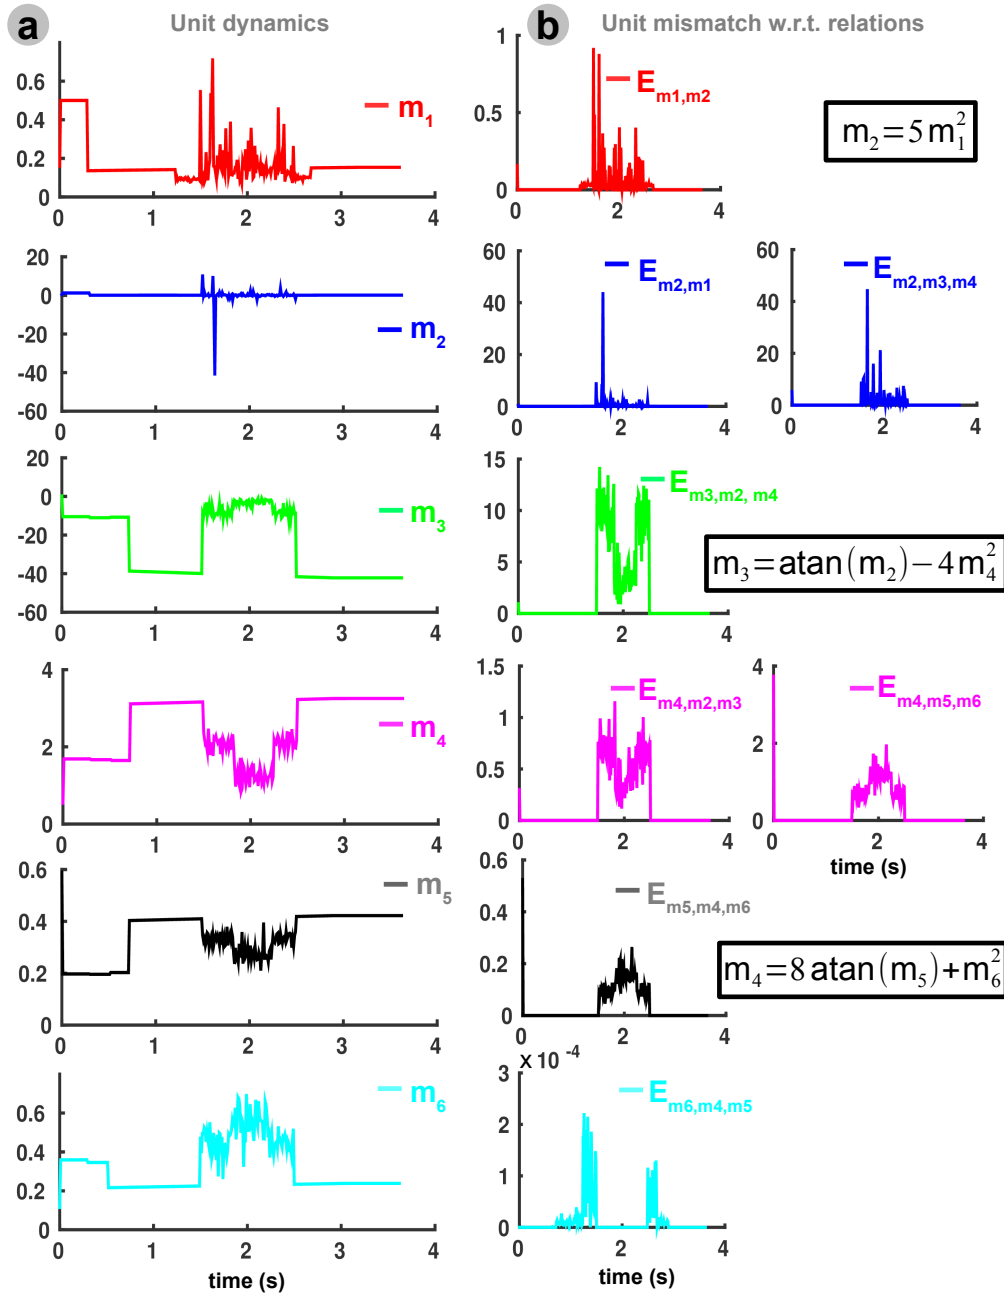 a Unit dynamics b Unit mismatch w.r.t. relations
0.6
0.4
0.2
0
0 1 2 3 4
m1
1
0.5
0
0 2 4
Em1,m2
m2=5m1^2
20
0
-20
-40
-60
0 1 2 3 4
m2
60
40
20
0
0 2 4
Em2,m1
60
40
20
0
0 2 4
Em2,m3,m4
20
0
-20
-40
-60
0 1 2 3 4
m3
15
10
5
0
0 2 4
Em3,m2, m4
m3=atan(m2)−4m4^2
4
2
0
0 1 2 3 4
m4
1.5
1
0.5
0
0 2 4
Em4,m2,m3
4
2
0
0 2 4
time (s)
Em4,m5,m6
0.6
0.4
0.2
0
0 1 2 3 4
m5
0.6
0.4
0.2
0
0 2 4
Em5,m4,m6
m4=8atan(m5)+m6^2
0.6
0.4
0.2
0
0 1 2 3 4
time (s)
m6
x 10-4
3
2
1
0
0 2 4
time (s)
Em6,m4,m5